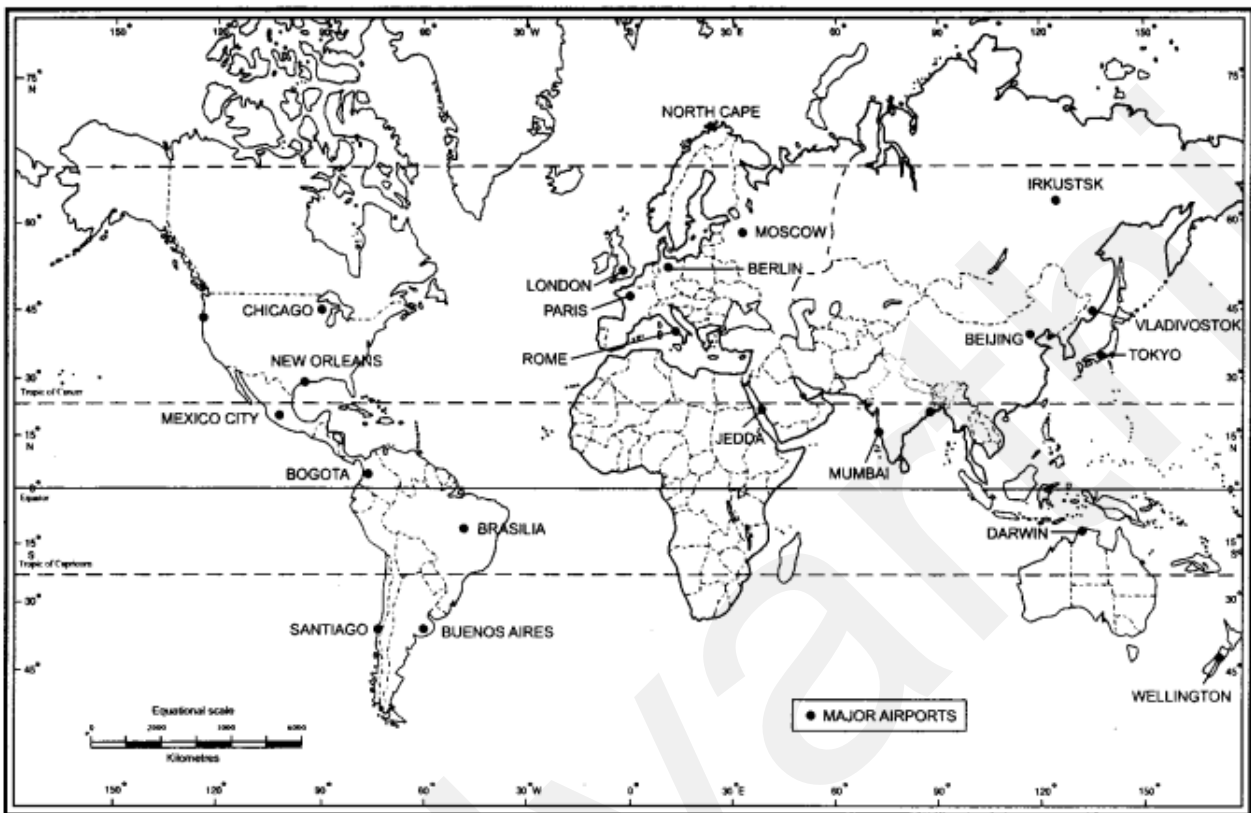 150° 120° 90° 60° 30°W 0° 30°E 60° 90° 120° 150°
75° 75°
NORTH CAPE
IRKUSTSK
60° 60°
MOSCOW
LONDON BERLIN
PARIS
45° CHICAGO 45°
VLADIVOSTOK
BEIJING
ROME TOKYO
NEW ORLEANS
30° 30°
Tropic of Cancer
MEXICO CITY
15° N JEDDA 15° N
MUMBAI
BOGOTA
0° 0°
Equator
BRASILIA
DARWIN
15° S 15° S
Tropic of Capricorn
30° 30°
SANTIAGO BUENOS AIRES
45° 45°
WELLINGTON
Equational scale
MAJOR AIRPORTS
0 2000 6000
Kilometres
150° 120° 90° 60° 30°W 0° 30°E 60° 90° 120° 150°